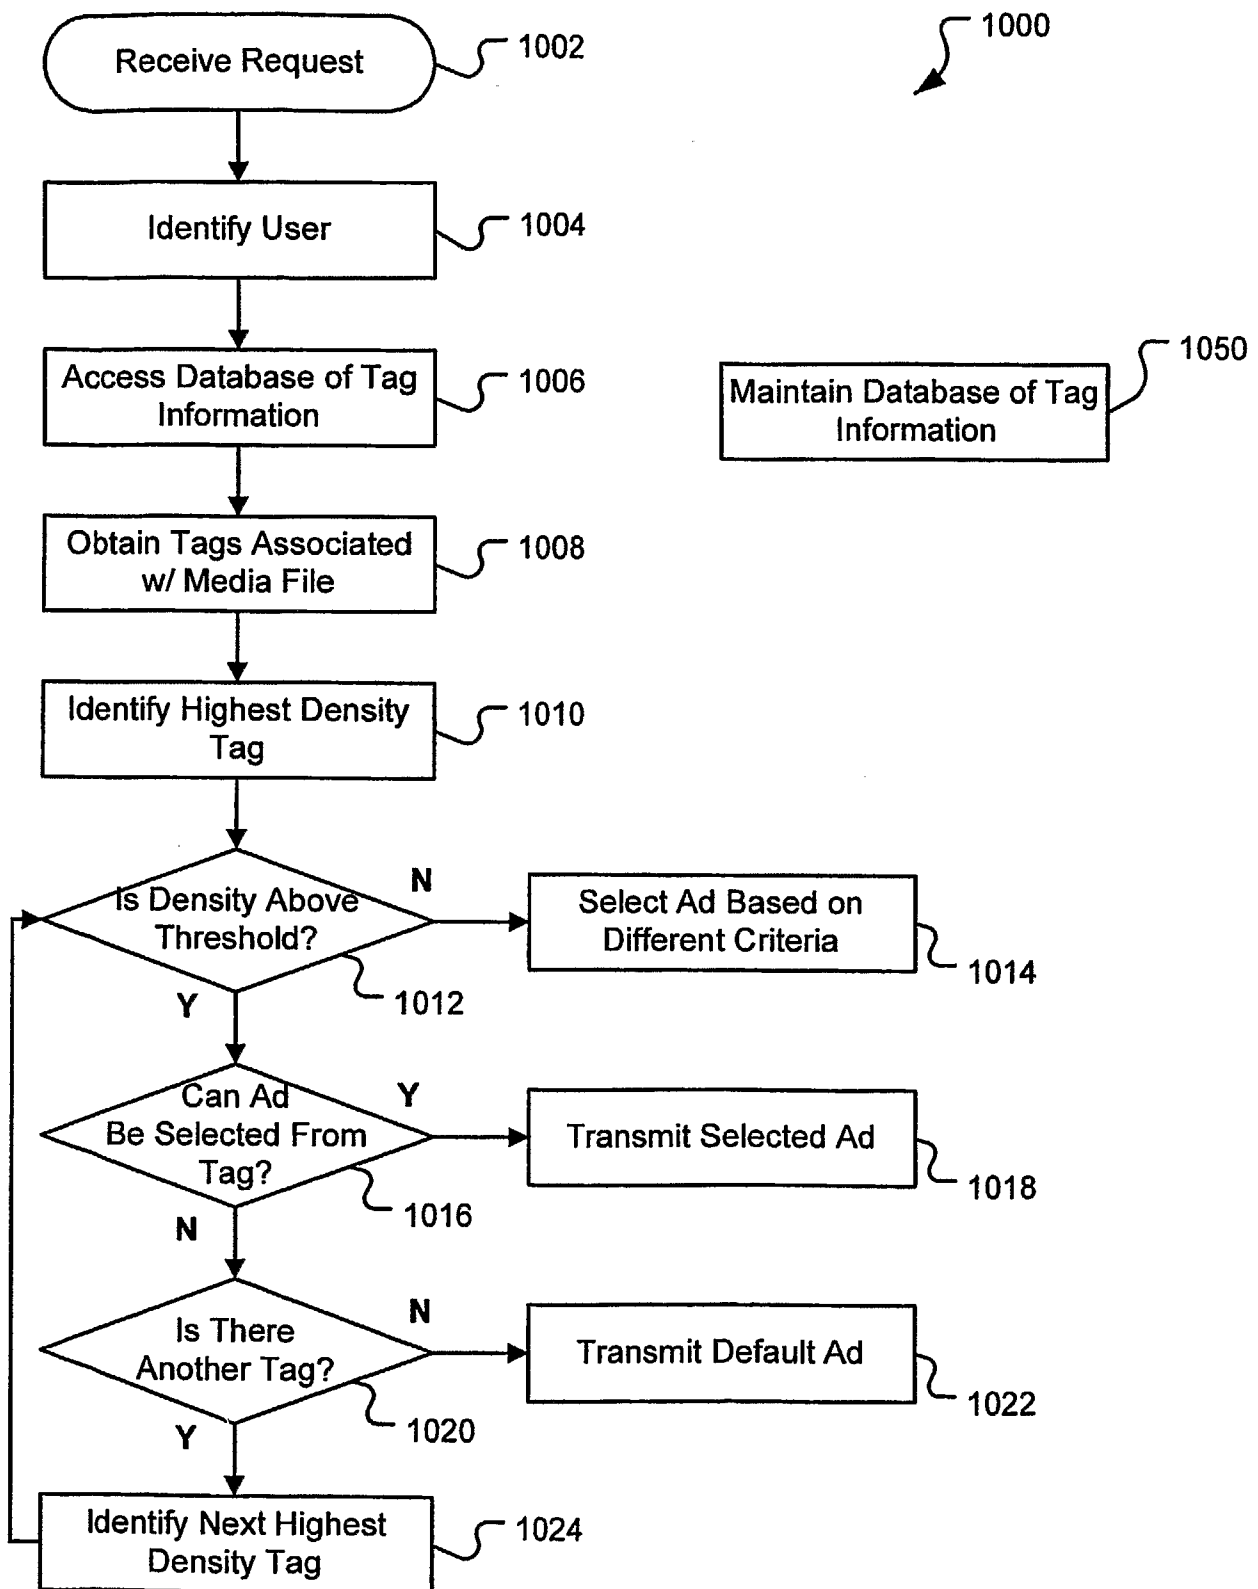 Receive Request
1002
1000
Identify User
1004
Access Database of Tag
Information
1006
Maintain Database of Tag
Information
1050
Obtain Tags Associated
w/ Media File
1008
Identify Highest Density
Tag
1010
Is Density Above
Threshold?
1012
N
Y
Select Ad Based on
Different Criteria
1014
Can Ad
Be Selected From
Tag?
1016
Y
N
Transmit Selected Ad
1018
Is There
Another Tag?
1020
N
Y
Transmit Default Ad
1022
Identify Next Highest
Density Tag
1024